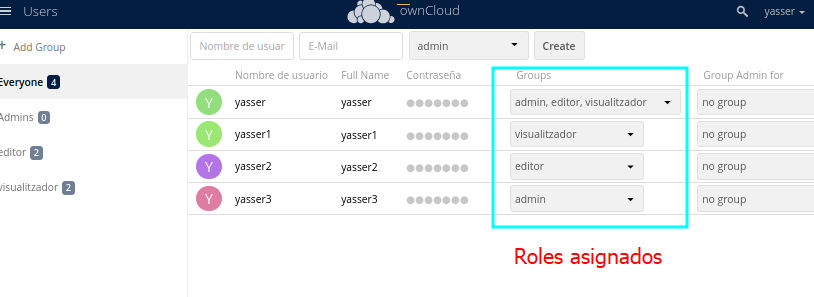 Users
ownCloud
yasser
+ Add Group
Nombre de usuar
E-Mail
admin
Create
Nombre de usuario Full Name Contraseña Groups Group Admin for
Everyone 4
Y yasser yasser admin, editor, visualitzador no group
Admins 0
Y yasser1 yasser1 visualitzador no group
editor 2
Y yasser2 yasser2 editor no group
visualitzador 2
Y yasser3 yasser3 admin no group
Roles asignados